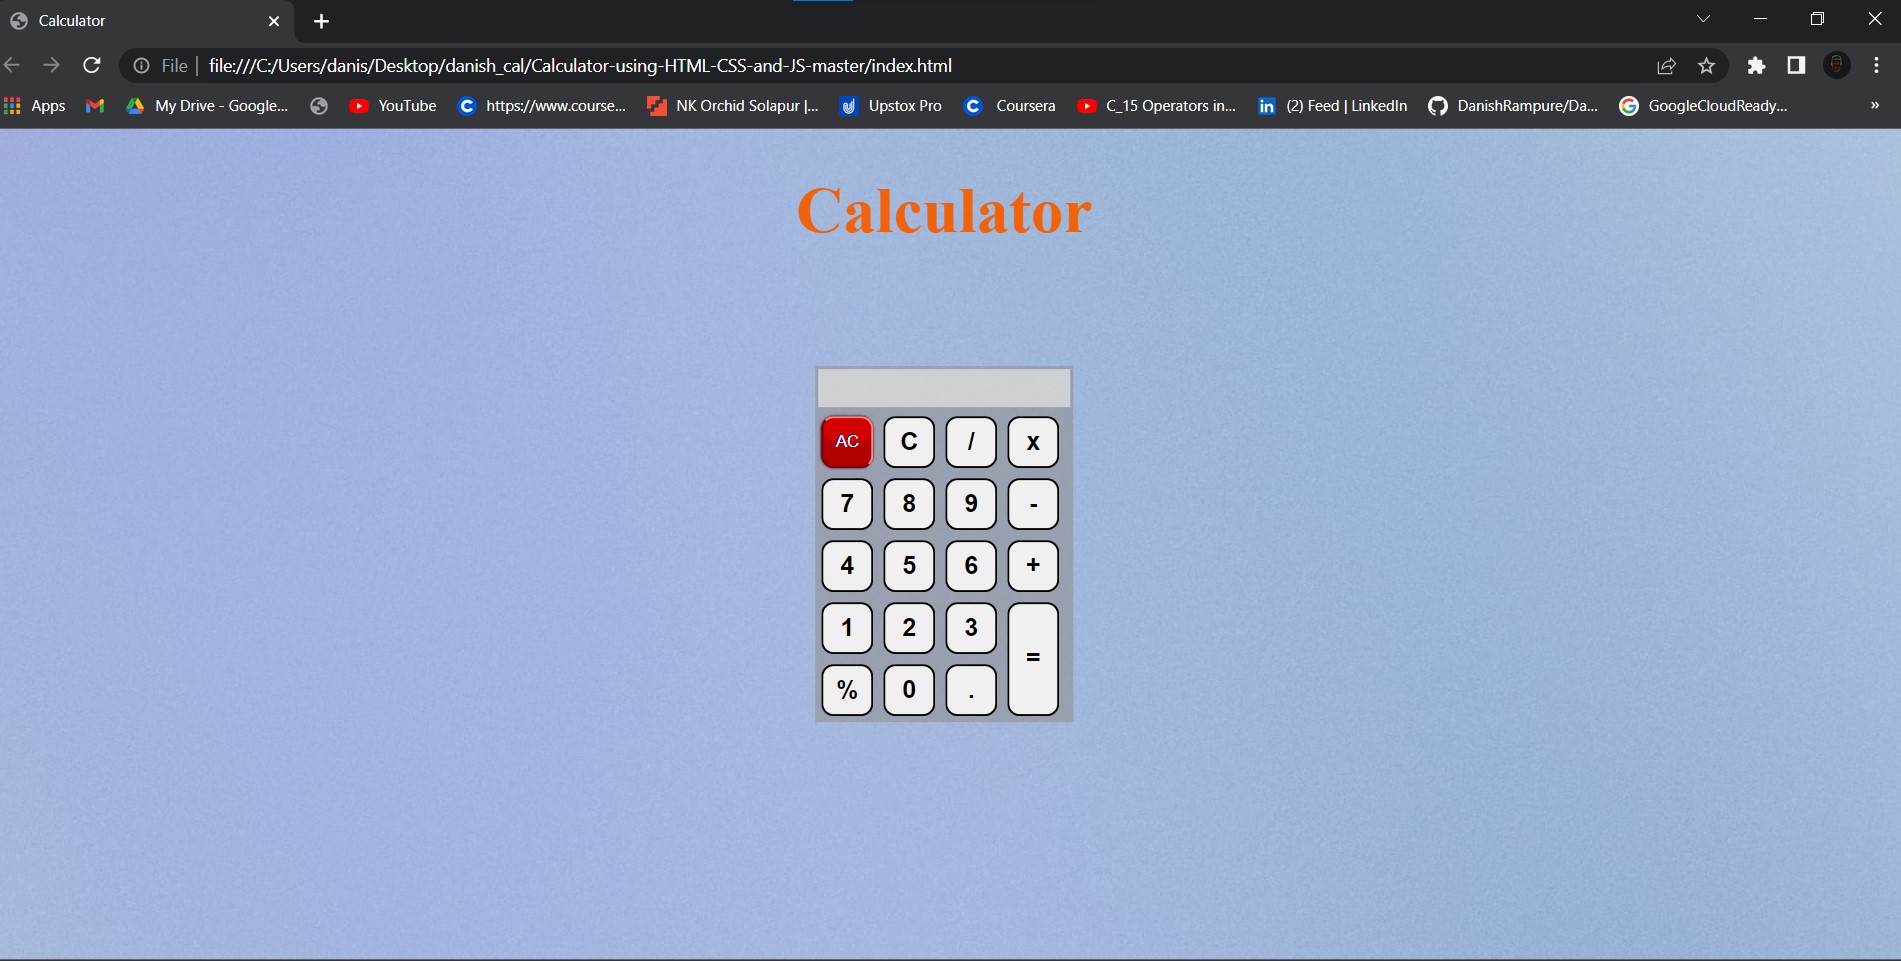 Calculator
File | file:///C:/Users/danis/Desktop/danish_cal/Calculator-using-HTML-CSS-and-JS-master/index.html
Apps My Drive - Google... YouTube https://www.course... NK Orchid Solapur |... Upstox Pro Coursera C_15 Operators in... (2) Feed | LinkedIn DanishRampure/Da... GoogleCloudReady... »
Calculator
AC C / x
7 8 9 -
4 5 6 +
1 2 3
=
% 0 .